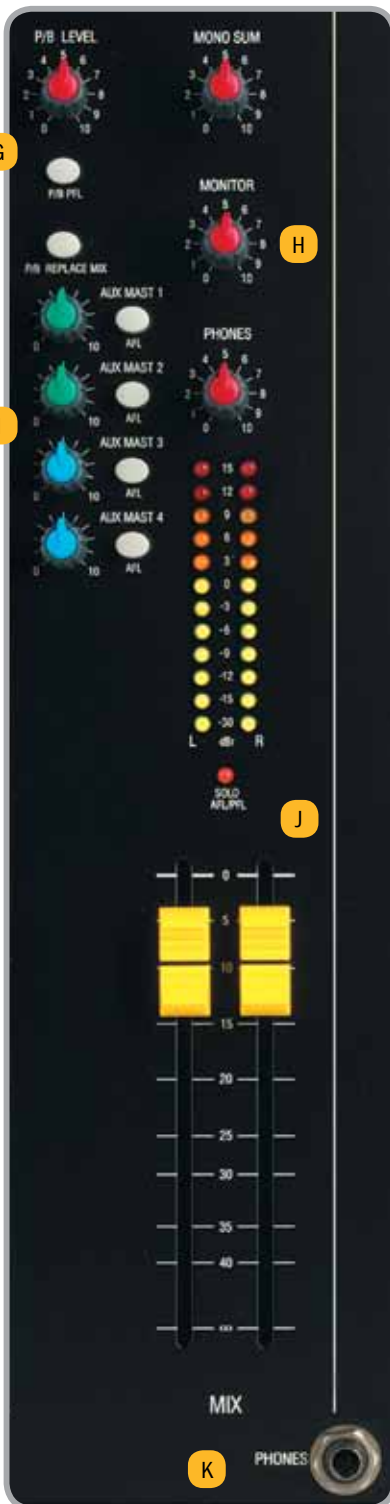 P/B LEVEL
0 1 2 3 4 5 6 7 8 9 10
MONO SUM
0 1 2 3 4 5 6 7 8 9 10
G
P/B PFL
MONITOR
0 1 2 3 4 5 6 7 8 9 10
H
P/B REPLACE MIX
AUX MAST 1
0 10
AFL
PHONES
0 1 2 3 4 5 6 7 8 9 10
AUX MAST 2
0 10
AFL
AUX MAST 3
0 10
AFL
AUX MAST 4
0 10
AFL
15
12
9
6
3
0
-3
-6
-9
-12
-15
-30
L dBr R
SOLO
AFL/PFL
J
0
5
10
15
20
25
30
35
40
∞
MIX
K
PHONES